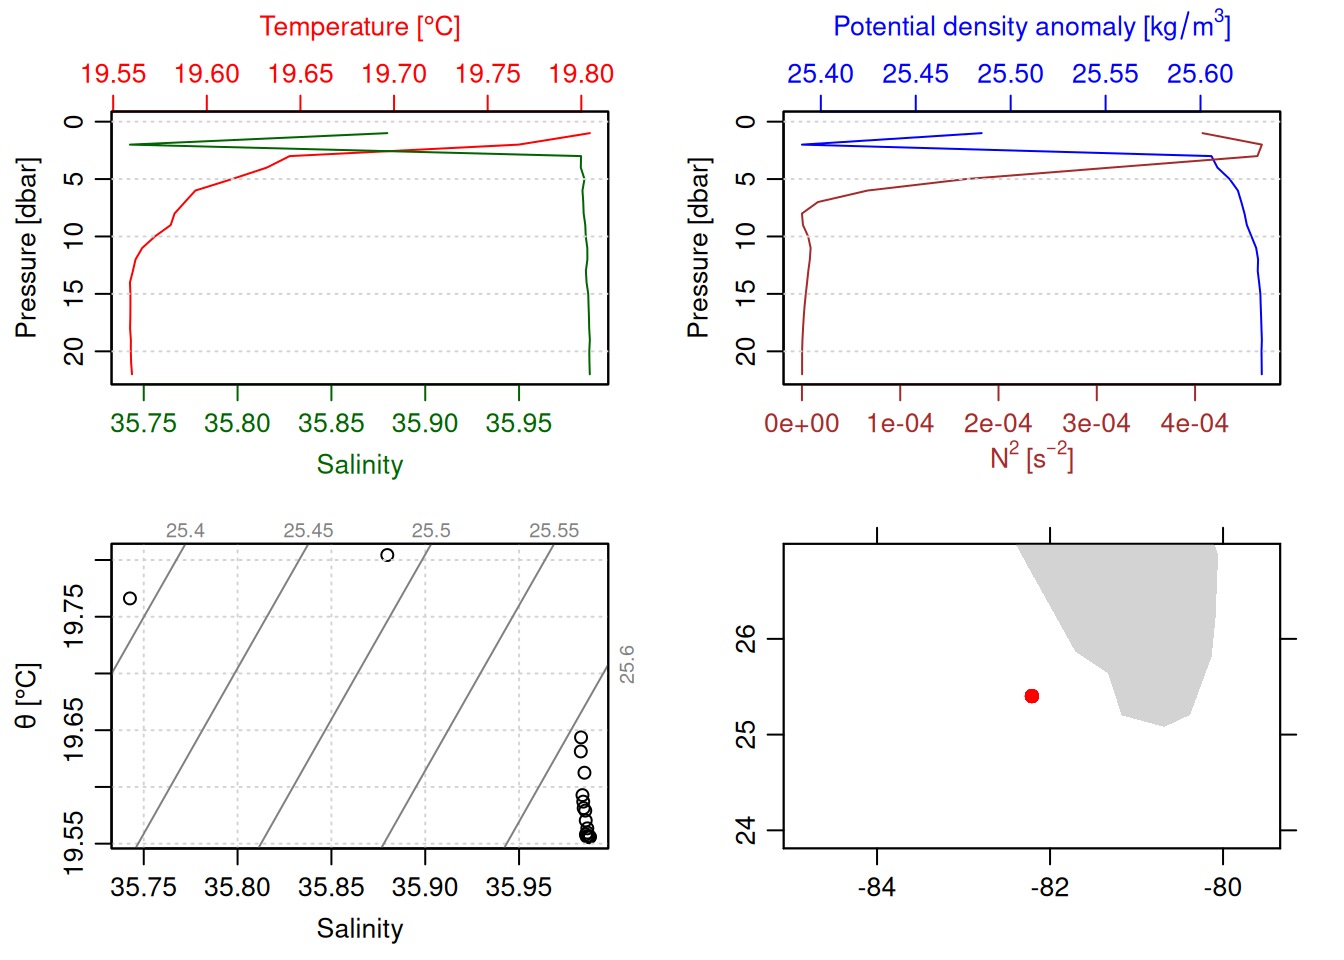 Temperature [°C]
19.55 19.60 19.65 19.70 19.75 19.80
Pressure [dbar]
0
5
10
15
20
35.75 35.80 35.85 35.90 35.95
Salinity
Potential density anomaly [kg/m³]
25.40 25.45 25.50 25.55 25.60
Pressure [dbar]
0
5
10
15
20
0e+00 1e-04 2e-04 3e-04 4e-04
N² [s⁻²]
25.4 25.45 25.5 25.55
25.6
θ [°C]
19.75
19.65
19.55
35.75 35.80 35.85 35.90 35.95
Salinity
26
25
24
-84 -82 -80